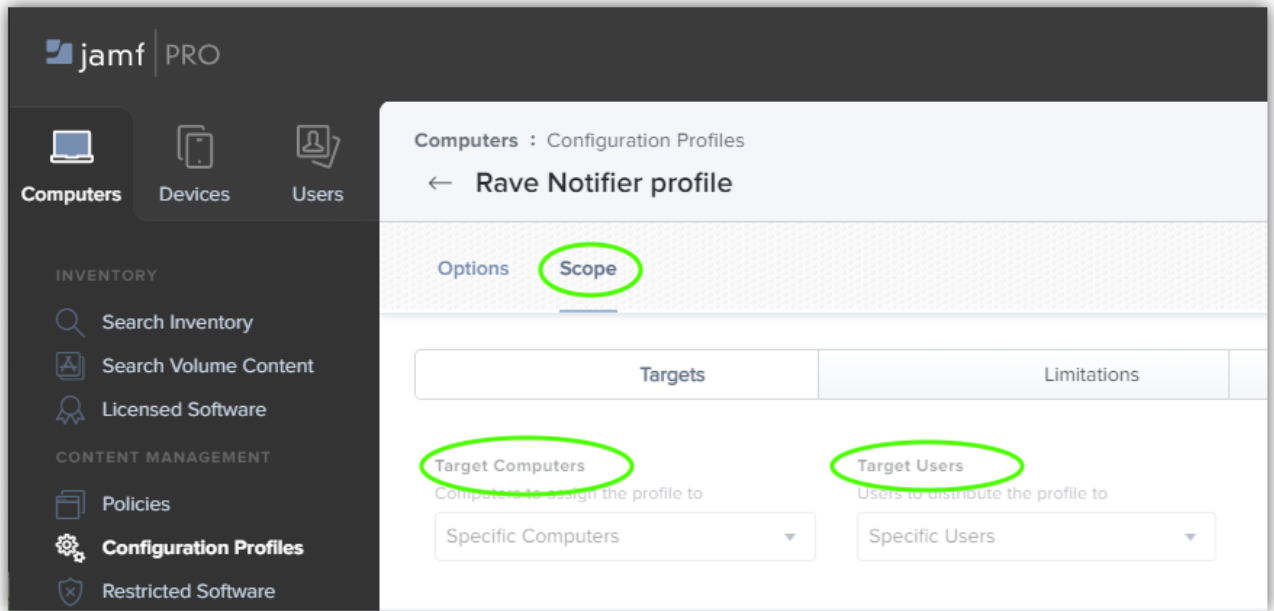 jamf PRO
Computers
Devices
Users
INVENTORY
Search Inventory
Search Volume Content
Licensed Software
CONTENT MANAGEMENT
Policies
Configuration Profiles
Restricted Software
Computers : Configuration Profiles
← Rave Notifier profile
Options
Scope
Targets
Limitations
Target Computers
Computers to assign the profile to
Specific Computers
Target Users
Users to distribute the profile to
Specific Users